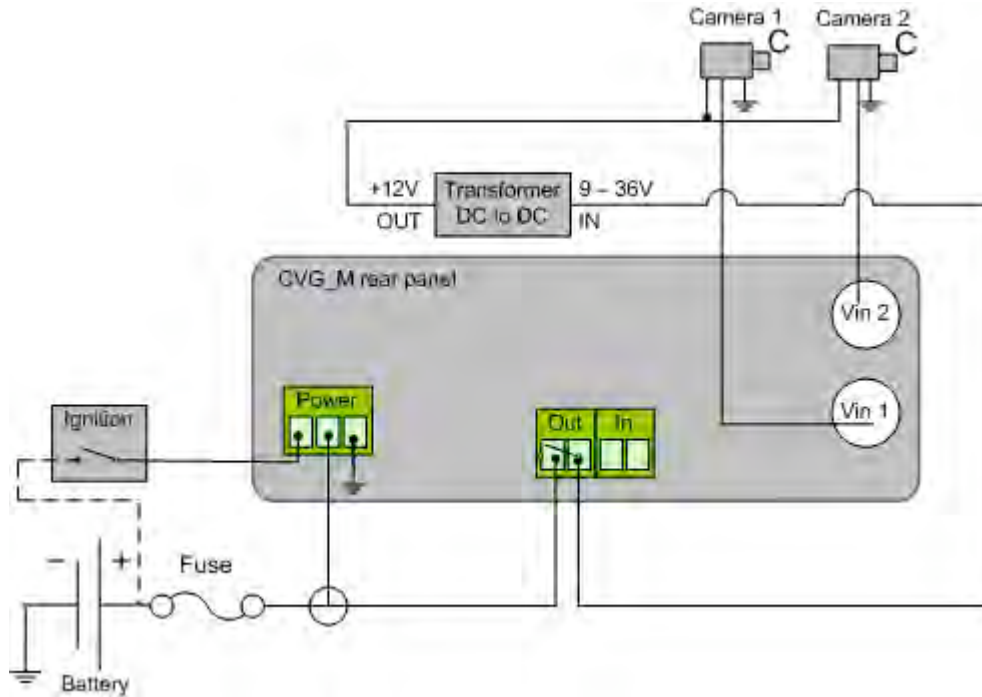 Camera 1
Camera 2
C
C
+12V
OUT
Transformer
DC to DC
9 – 36V
IN
CVG_M rear panel
Vin 2
Vin 1
Power
Out
In
Ignition
–
+
Fuse
Battery